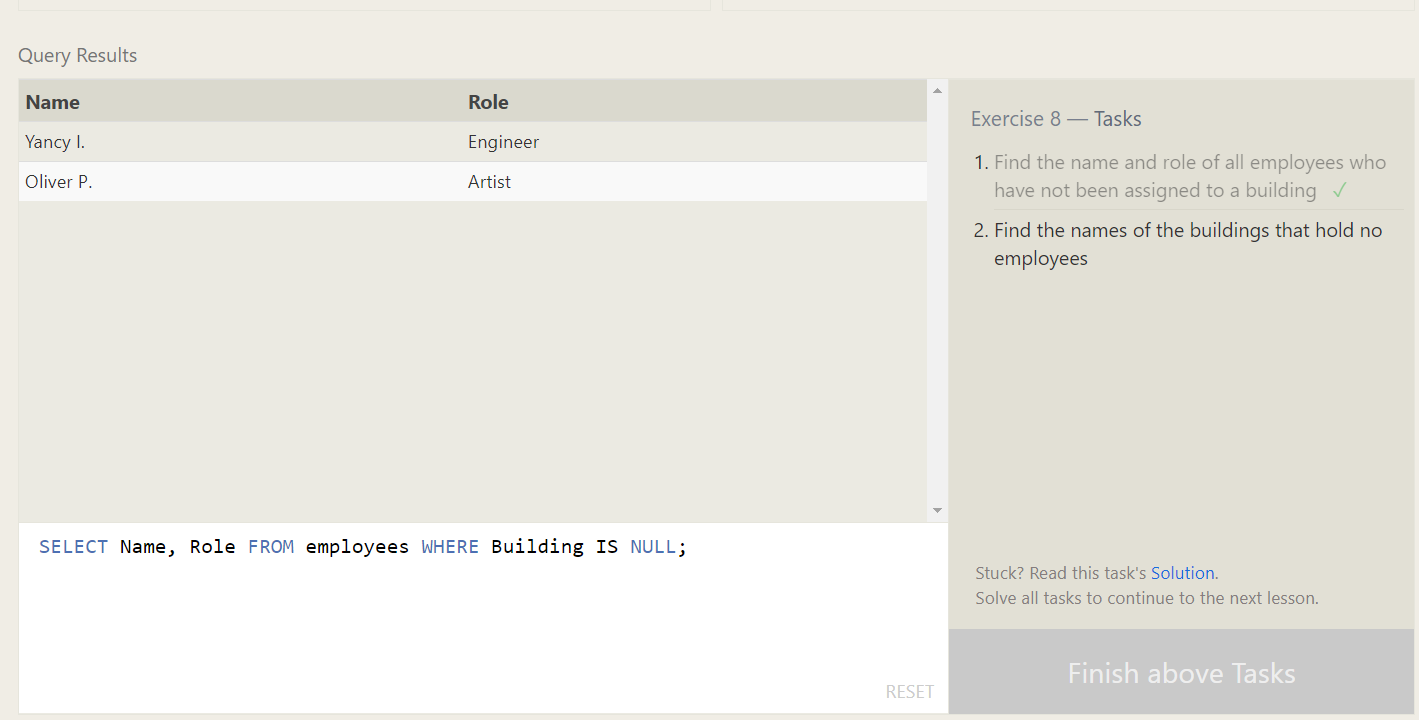 Query Results
Name Role
Yancy I. Engineer
Oliver P. Artist
SELECT Name, Role FROM employees WHERE Building IS NULL;
RESET
Exercise 8 — Tasks
1. Find the name and role of all employees who
have not been assigned to a building ✓
2. Find the names of the buildings that hold no
employees
Stuck? Read this task's Solution.
Solve all tasks to continue to the next lesson.
Finish above Tasks